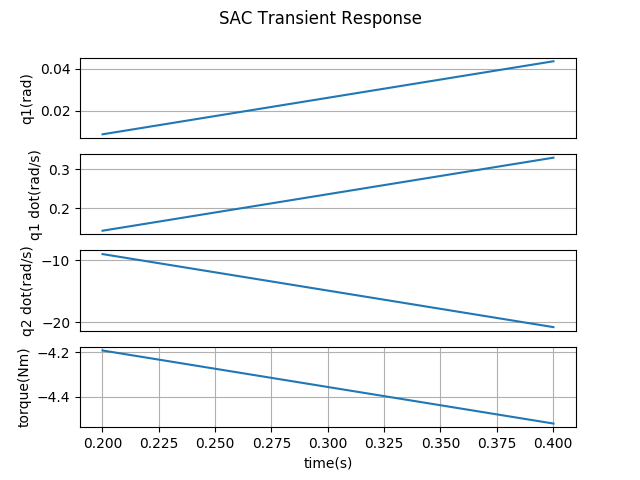 SAC Transient Response
0.04
0.02
q1(rad)
0.3
0.2
q1 dot(rad/s)
−10
−20
q2 dot(rad/s)
−4.2
−4.4
torque(Nm)
0.200 0.225 0.250 0.275 0.300 0.325 0.350 0.375 0.400
time(s)